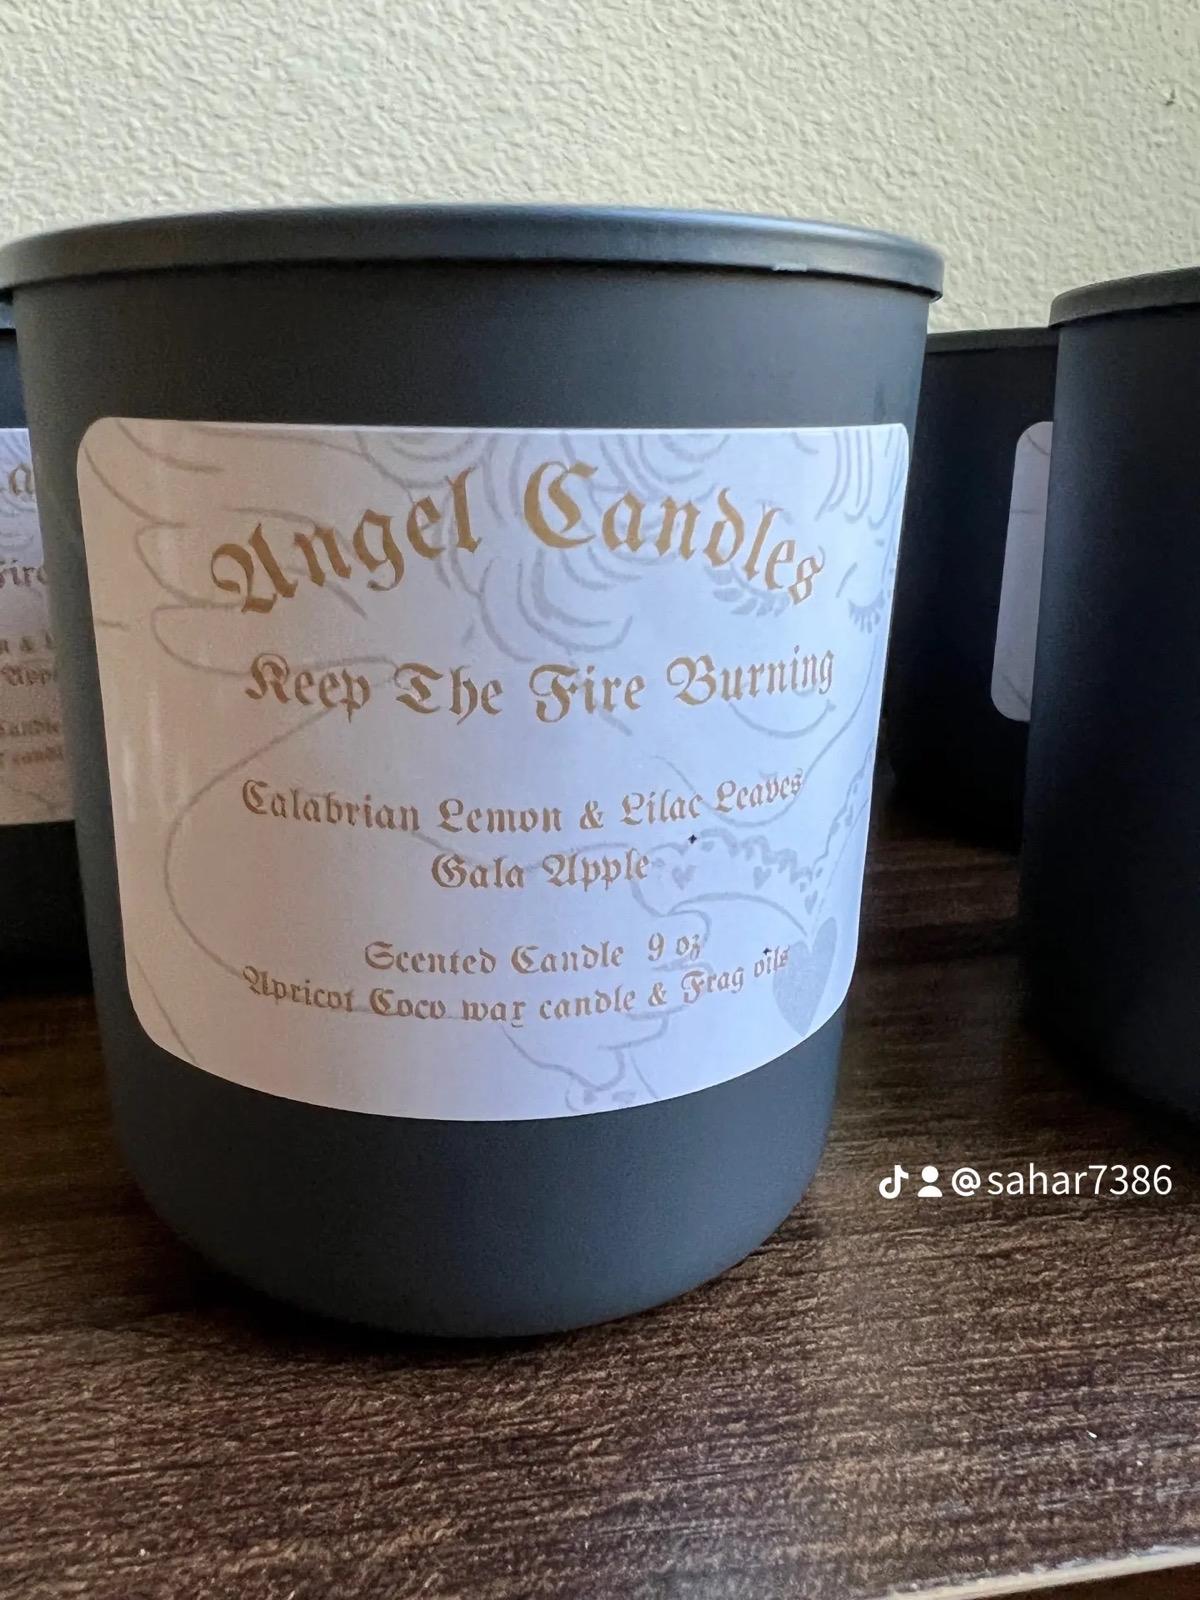 Angel Candles
Keep The Fire Burning
Calabrian Lemon & Lilac Leaves
Gala Apple
Scented Candle 9 oz
Apricot Coco wax candle & Frag oils
@sahar7386